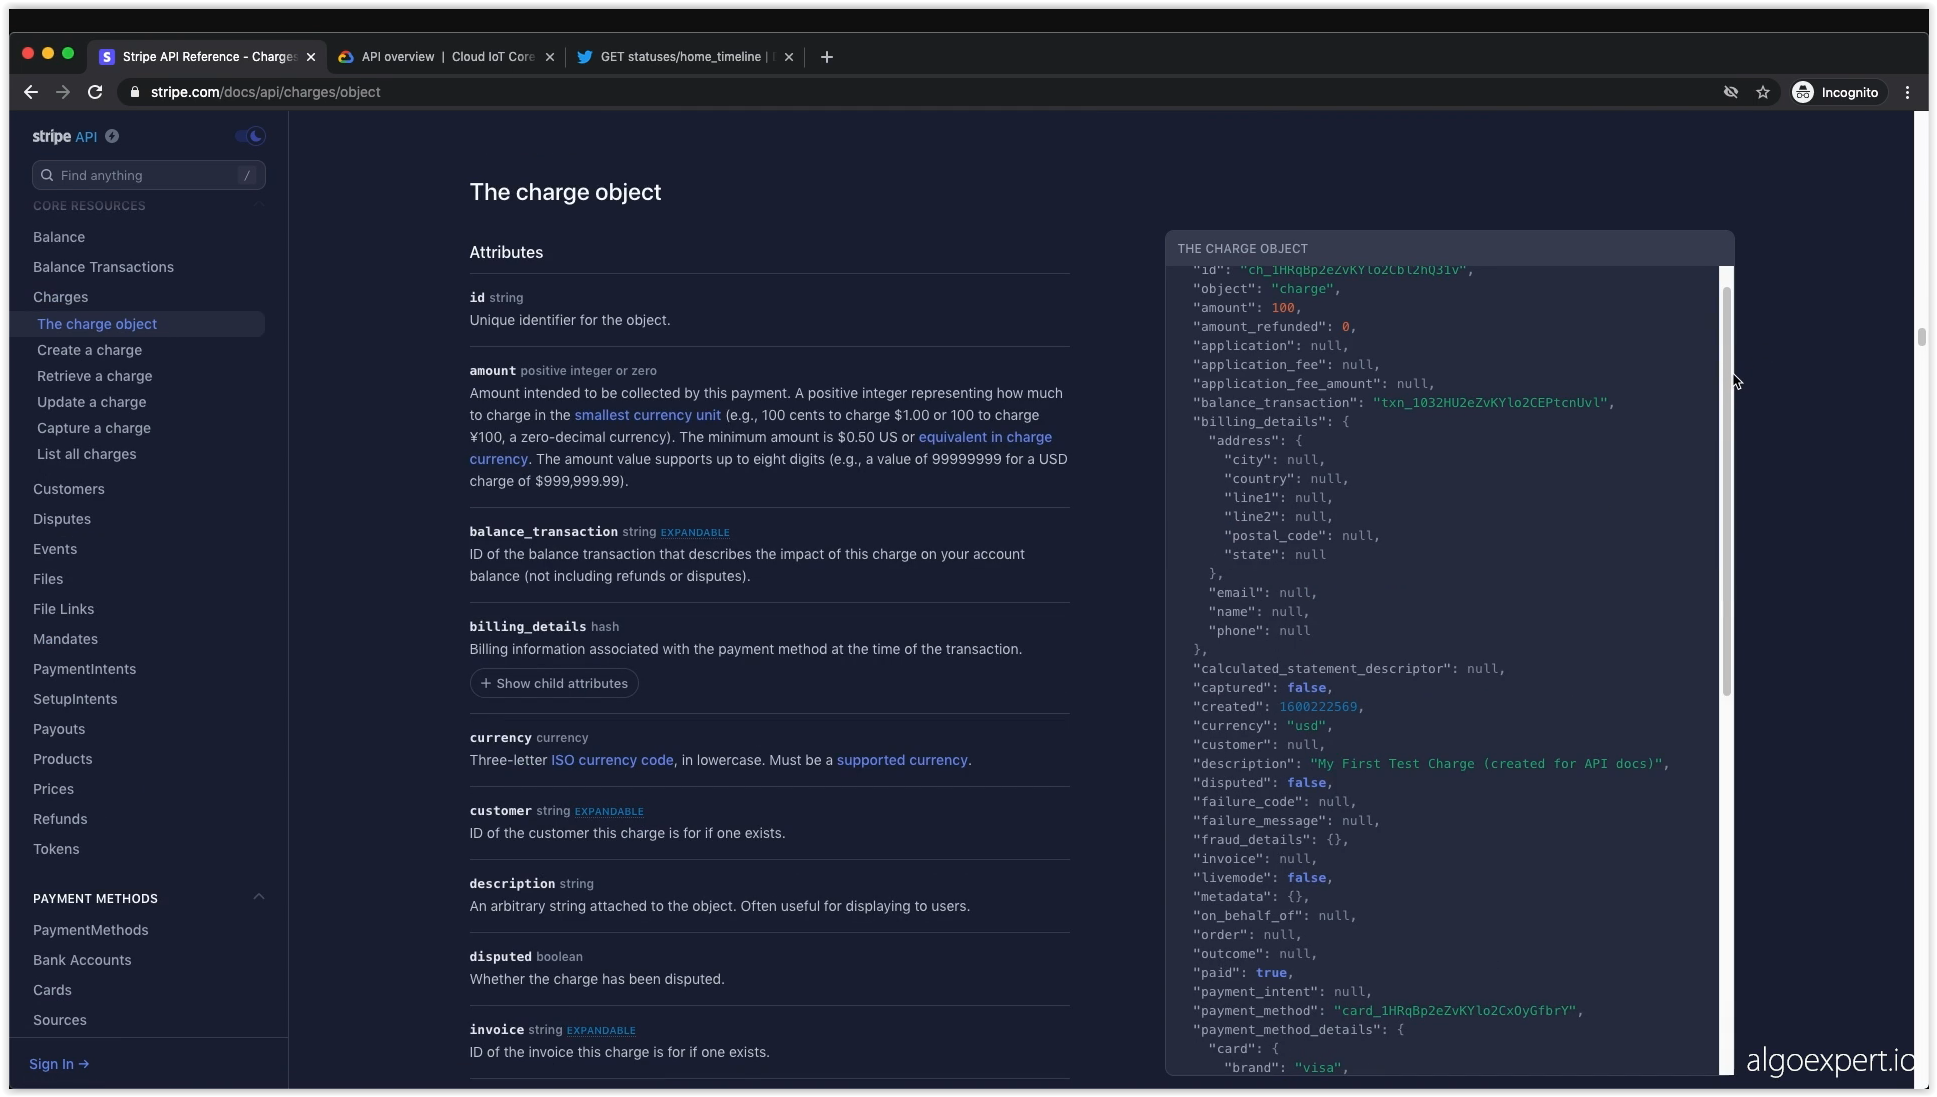 Stripe API Reference - Charges
API overview | Cloud IoT Core
GET statuses/home_timeline |
stripe.com/docs/api/charges/object
Incognito
stripe API
Find anything /
CORE RESOURCES
Balance
Balance Transactions
Charges
The charge object
Create a charge
Retrieve a charge
Update a charge
Capture a charge
List all charges
Customers
Disputes
Events
Files
File Links
Mandates
PaymentIntents
SetupIntents
Payouts
Products
Prices
Refunds
Tokens
PAYMENT METHODS
PaymentMethods
Bank Accounts
Cards
Sources
Sign In →
The charge object
Attributes
id string
Unique identifier for the object.
amount positive integer or zero
Amount intended to be collected by this payment. A positive integer representing how much
to charge in the smallest currency unit (e.g., 100 cents to charge $1.00 or 100 to charge
¥100, a zero-decimal currency). The minimum amount is $0.50 US or equivalent in charge
currency. The amount value supports up to eight digits (e.g., a value of 99999999 for a USD
charge of $999,999.99).
balance_transaction string EXPANDABLE
ID of the balance transaction that describes the impact of this charge on your account
balance (not including refunds or disputes).
billing_details hash
Billing information associated with the payment method at the time of the transaction.
+ Show child attributes
currency currency
Three-letter ISO currency code, in lowercase. Must be a supported currency.
customer string EXPANDABLE
ID of the customer this charge is for if one exists.
description string
An arbitrary string attached to the object. Often useful for displaying to users.
disputed boolean
Whether the charge has been disputed.
invoice string EXPANDABLE
ID of the invoice this charge is for if one exists.
THE CHARGE OBJECT
"id": "ch_1HRqBp2eZvKYlo2Cbl2hQ31v",
"object": "charge",
"amount": 100,
"amount_refunded": 0,
"application": null,
"application_fee": null,
"application_fee_amount": null,
"balance_transaction": "txn_1032HU2eZvKYlo2CEPtcnUvl",
"billing_details": {
"address": {
"city": null,
"country": null,
"line1": null,
"line2": null,
"postal_code": null,
"state": null
},
"email": null,
"name": null,
"phone": null
},
"calculated_statement_descriptor": null,
"captured": false,
"created": 1600222569,
"currency": "usd",
"customer": null,
"description": "My First Test Charge (created for API docs)",
"disputed": false,
"failure_code": null,
"failure_message": null,
"fraud_details": {},
"invoice": null,
"livemode": false,
"metadata": {},
"on_behalf_of": null,
"order": null,
"outcome": null,
"paid": true,
"payment_intent": null,
"payment_method": "card_1HRqBp2eZvKYlo2CxOyGfbrY",
"payment_method_details": {
"card": {
"brand": "visa",
algoexpert.io